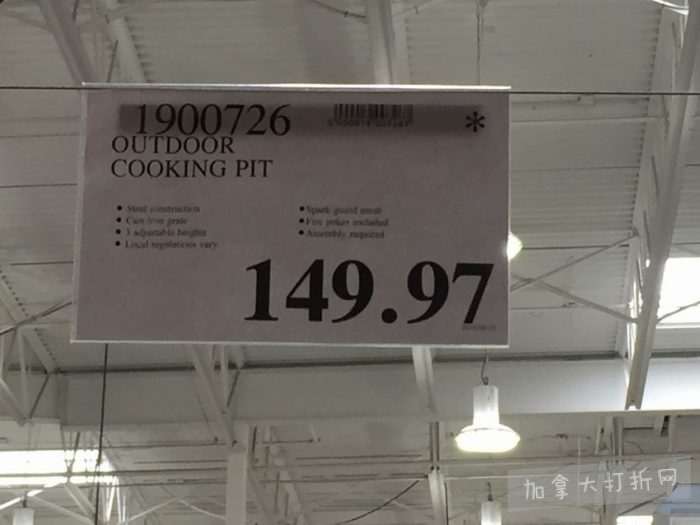 1900726
*
OUTDOOR
COOKING PIT
• Steel construction
• Cast iron grate
• 3 adjustable heights
• Local regulations vary
• Spark guard mesh
• Fire poker included
• Assembly required
149.97
加拿大打折网